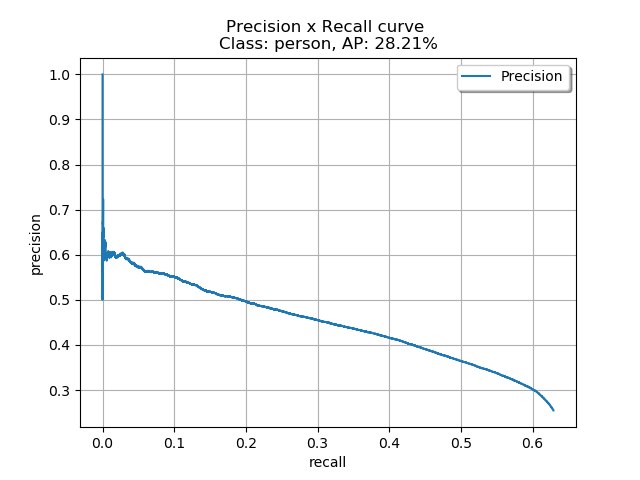 Precision x Recall curve
Class: person, AP: 28.21%
Precision
1.0
0.9
0.8
0.7
0.6
0.5
0.4
0.3
precision
0.0 0.1 0.2 0.3 0.4 0.5 0.6
recall